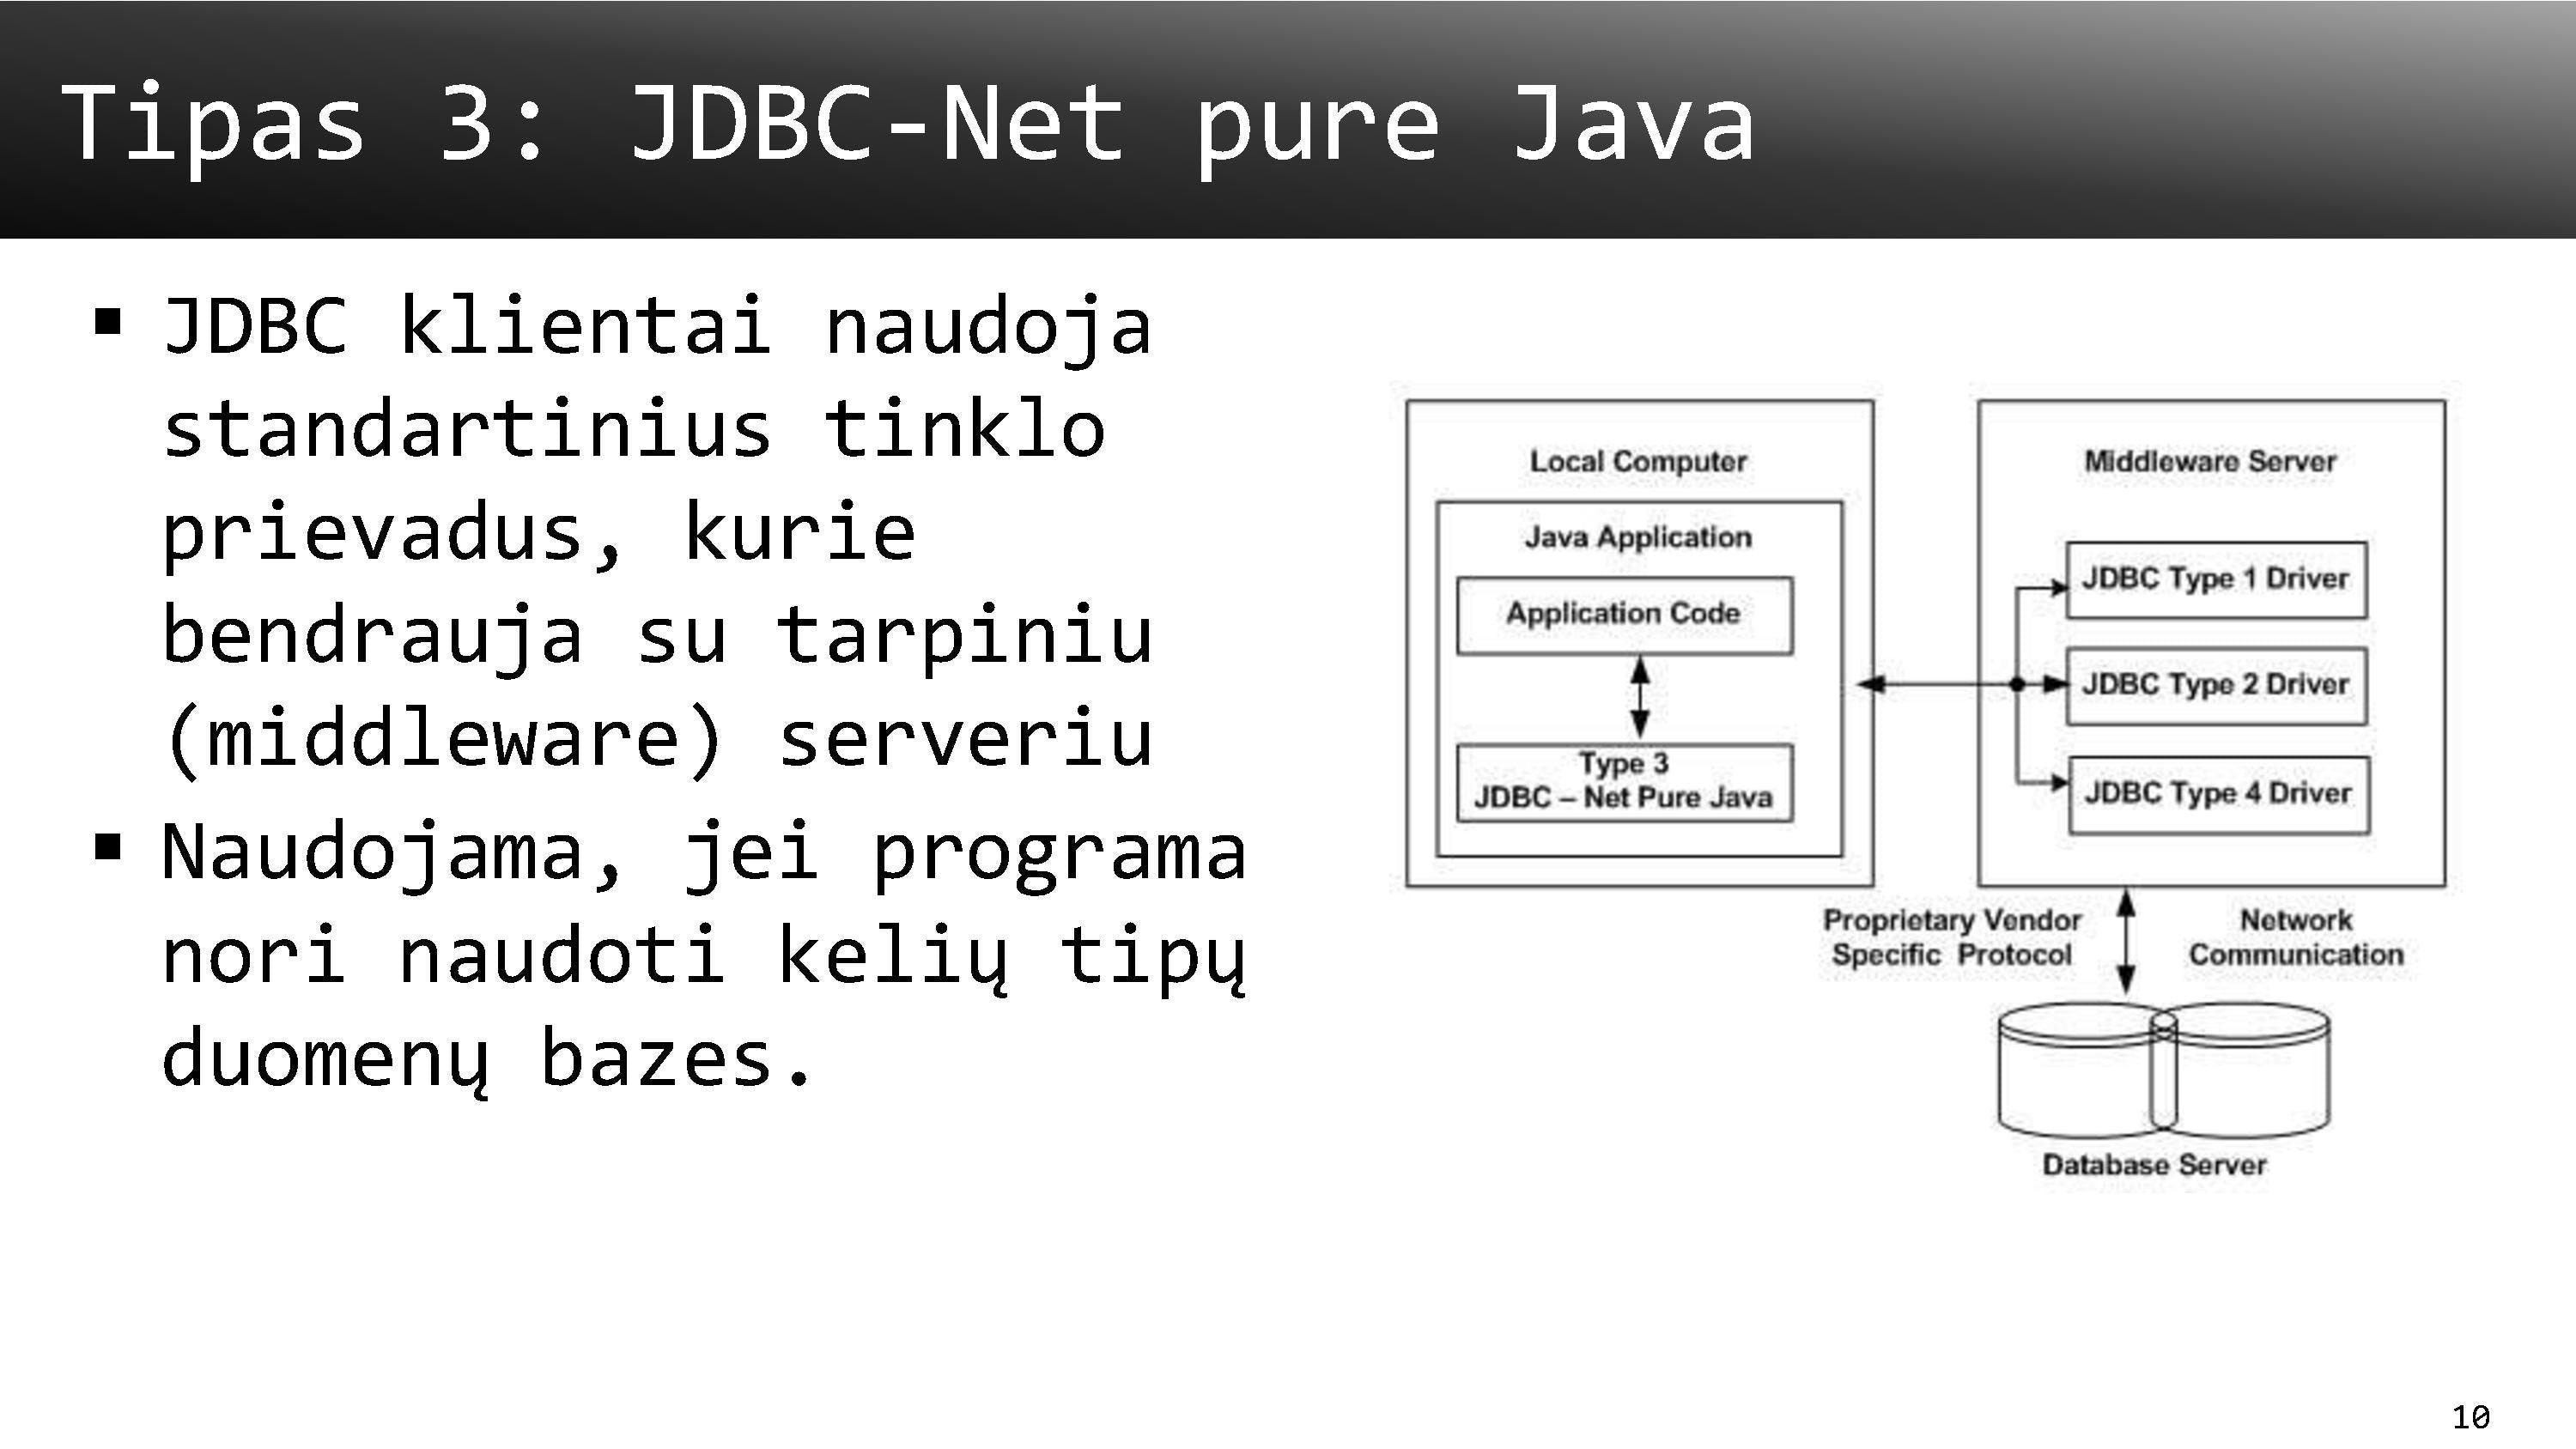 Tipas 3: JDBC-Net pure Java
▪ JDBC klientai naudoja
standartinius tinklo
prievadus, kurie
bendrauja su tarpiniu
(middleware) serveriu
▪ Naudojama, jei programa
nori naudoti kelių tipų
duomenų bazes.
Local Computer
Java Application
Application Code
Type 3
JDBC – Net Pure Java
Middleware Server
JDBC Type 1 Driver
JDBC Type 2 Driver
JDBC Type 4 Driver
Proprietary Vendor
Specific Protocol
Network
Communication
Database Server
10